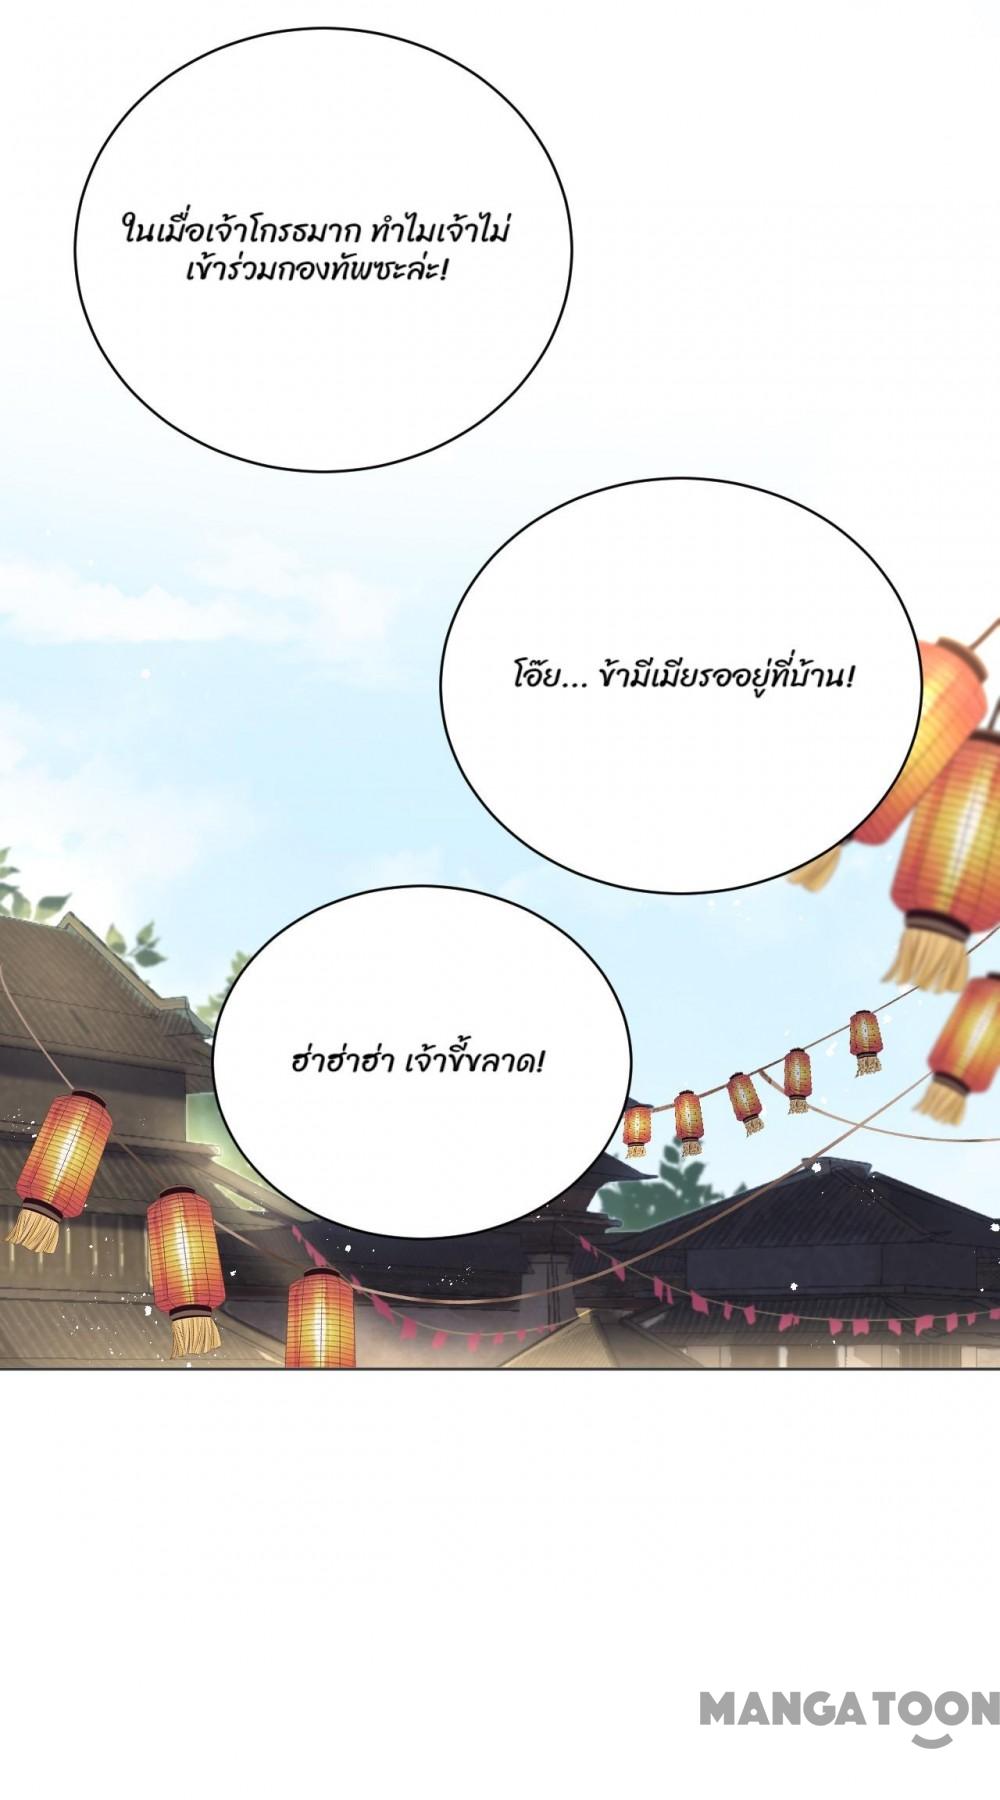 ในเมื่อเจ้าโกรธมาก ทำไมเจ้าไม่
เข้าร่วมกองทัพซะล่ะ!
โอ๊ย... ข้ามีเมียรออยู่ที่บ้าน!
ฮ่าฮ่าฮ่า เจ้าขี้ขลาด!
MANGATOON